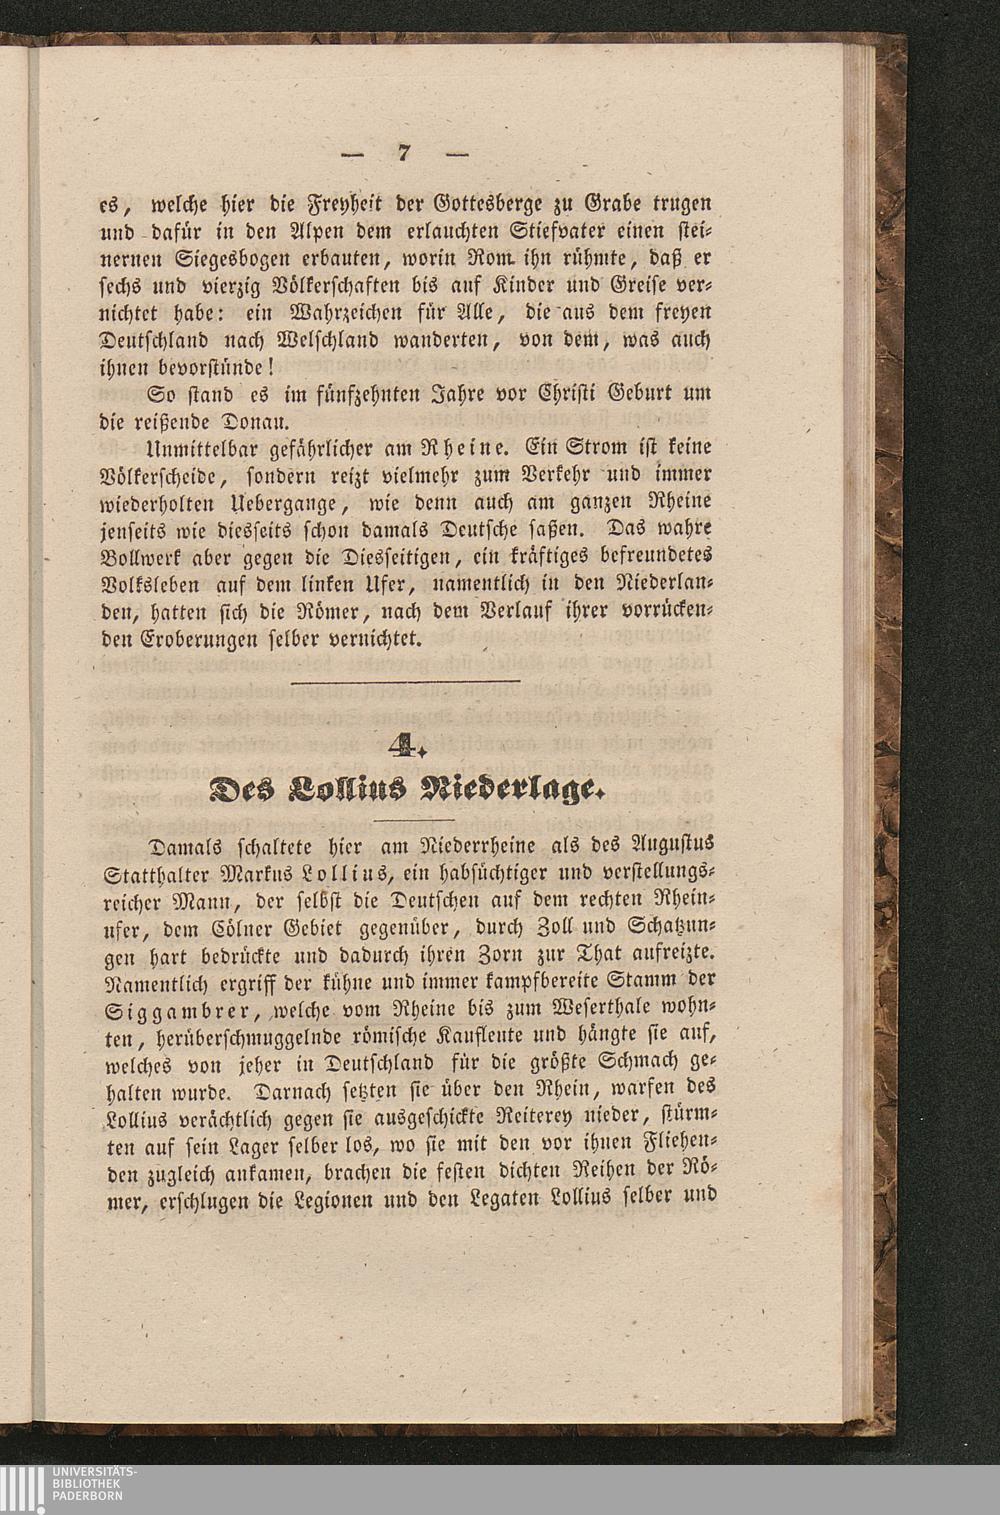 — 7 —
es, welche hier die Freyheit der Gottesberge zu Grabe trugen
und dafür in den Alpen dem erlauchten Stiefvater einen stei-
nernen Siegesbogen erbauten, worin Rom ihn rühmte, daß er
sechs und vierzig Völkerschaften bis auf Kinder und Greise ver-
nichtet habe: ein Wahrzeichen für Alle, die aus dem freyen
Deutschland nach Welschland wanderten, von dem, was auch
ihnen bevorstünde!
So stand es im fünfzehnten Jahre vor Christi Geburt um
die reißende Donau.
Unmittelbar gefährlicher am Rheine. Ein Strom ist keine
Völkerscheide, sondern reizt vielmehr zum Verkehr und immer
wiederholten Uebergange, wie denn auch am ganzen Rheine
jenseits wie diesseits schon damals Deutsche saßen. Das wahre
Bollwerk aber gegen die Diesseitigen, ein kräftiges befreundetes
Volksleben auf dem linken Ufer, namentlich in den Niederlan-
den, hatten sich die Römer, nach dem Verlauf ihrer vorrücken-
den Eroberungen selber vernichtet.
4.
Des Lollius Niederlage.
Damals schaltete hier am Niederrheine als des Augustus
Statthalter Markus Lollius, ein habsüchtiger und verstellungs-
reicher Mann, der selbst die Deutschen auf dem rechten Rhein-
ufer, dem Cölner Gebiet gegenüber, durch Zoll und Schatzun-
gen hart bedrückte und dadurch ihren Zorn zur That aufreizte.
Namentlich ergriff der kühne und immer kampfbereite Stamm der
Siggambrer, welche vom Rheine bis zum Weserthale wohn-
ten, herüberschmuggelnde römische Kaufleute und hängte sie auf,
welches von jeher in Deutschland für die größte Schmach ge-
halten wurde. Darnach setzten sie über den Rhein, warfen des
Lollius verächtlich gegen sie ausgeschickte Reiterey nieder, stürm-
ten auf sein Lager selber los, wo sie mit den vor ihnen Fliehen-
den zugleich ankamen, brachen die festen dichten Reihen der Rö-
mer, erschlugen die Legionen und den Legaten Lollius selber und
UNIVERSITÄTS-
BIBLIOTHEK
PADERBORN